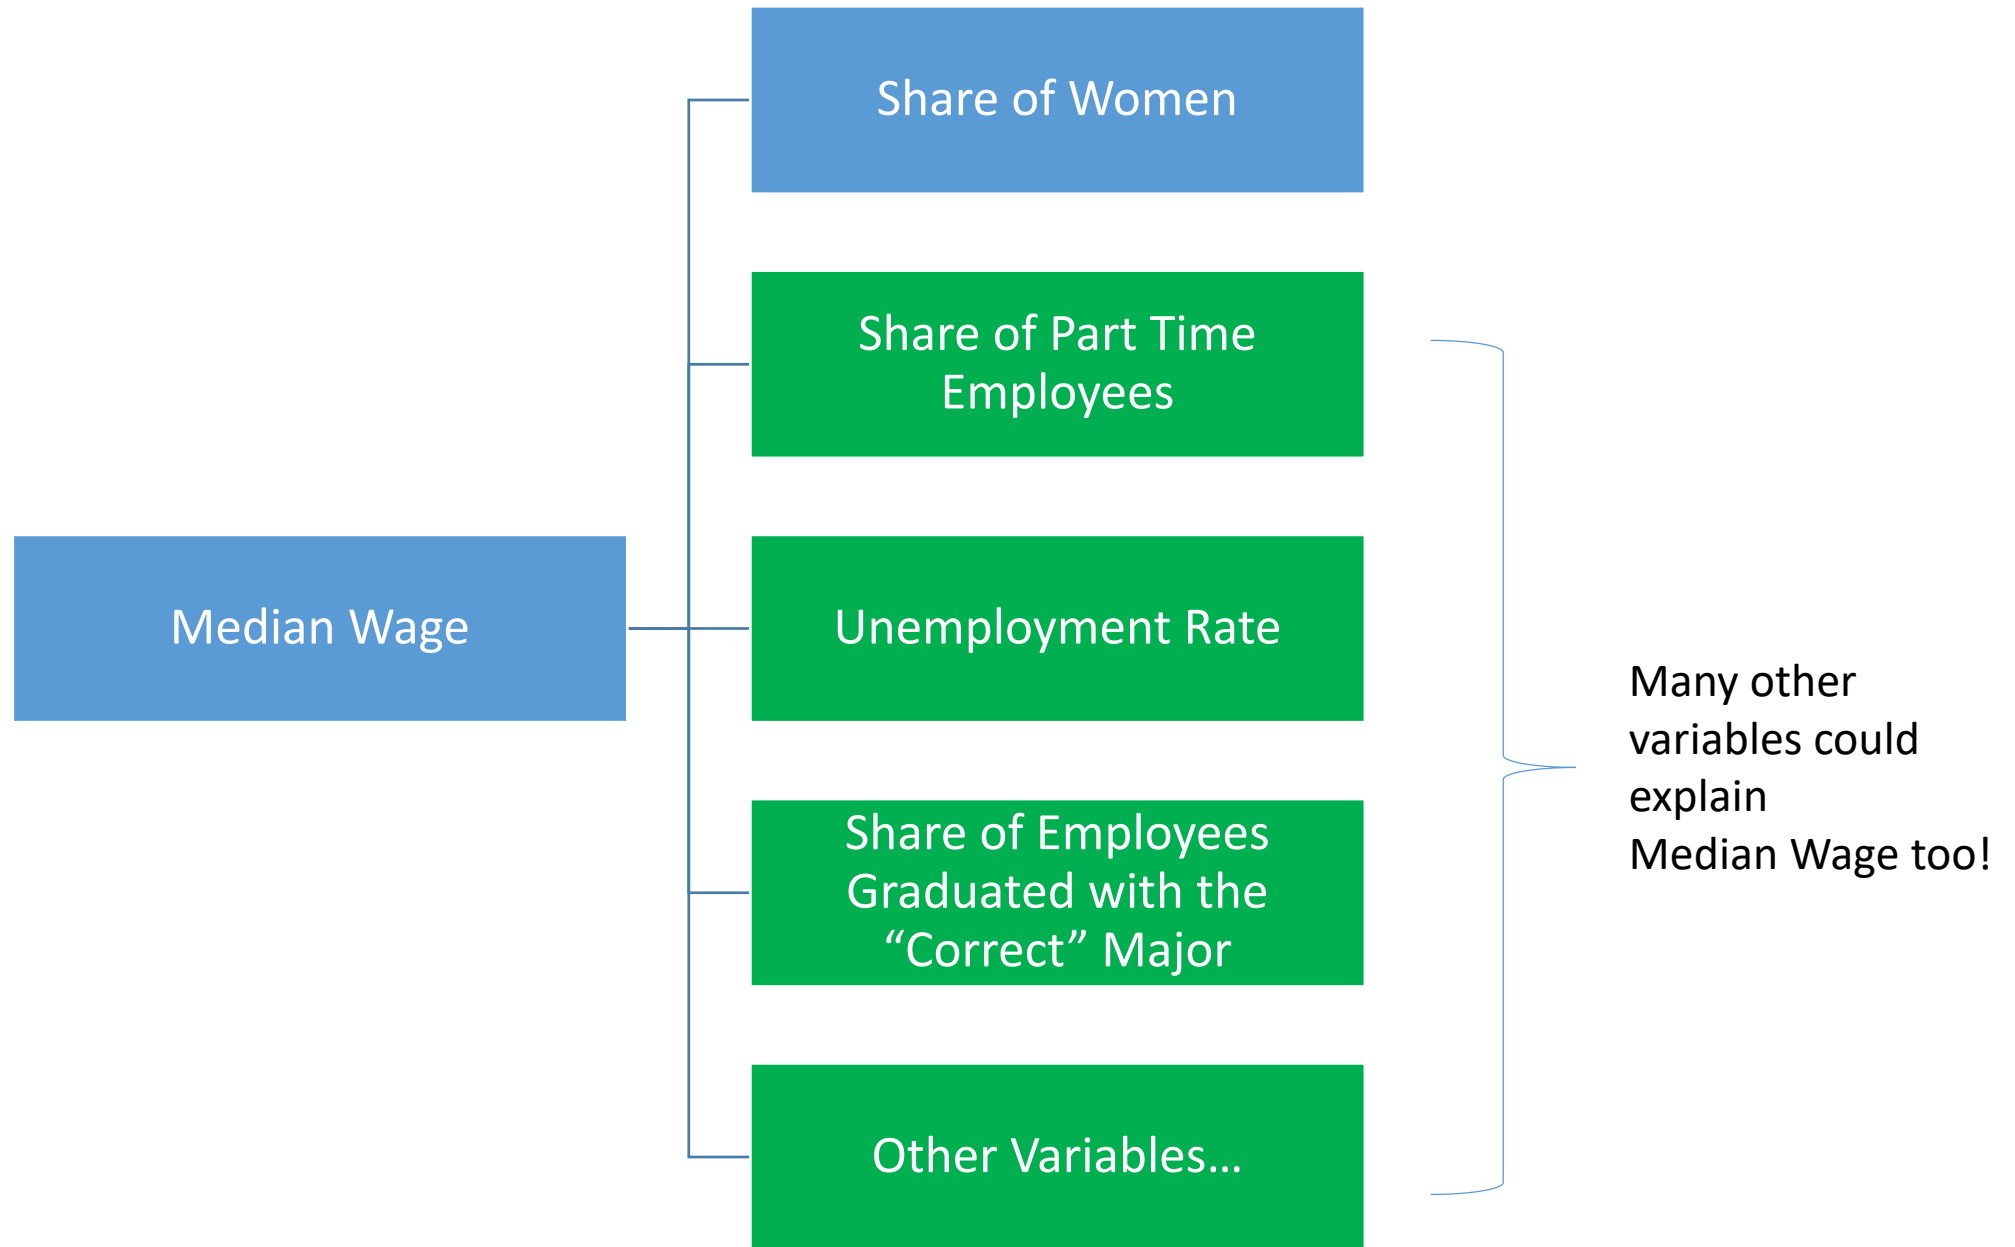 Share of Women
Share of Part Time
Employees
Median Wage
Unemployment Rate
Share of Employees
Graduated with the
“Correct” Major
Other Variables...
Many other
variables could
explain
Median Wage too!